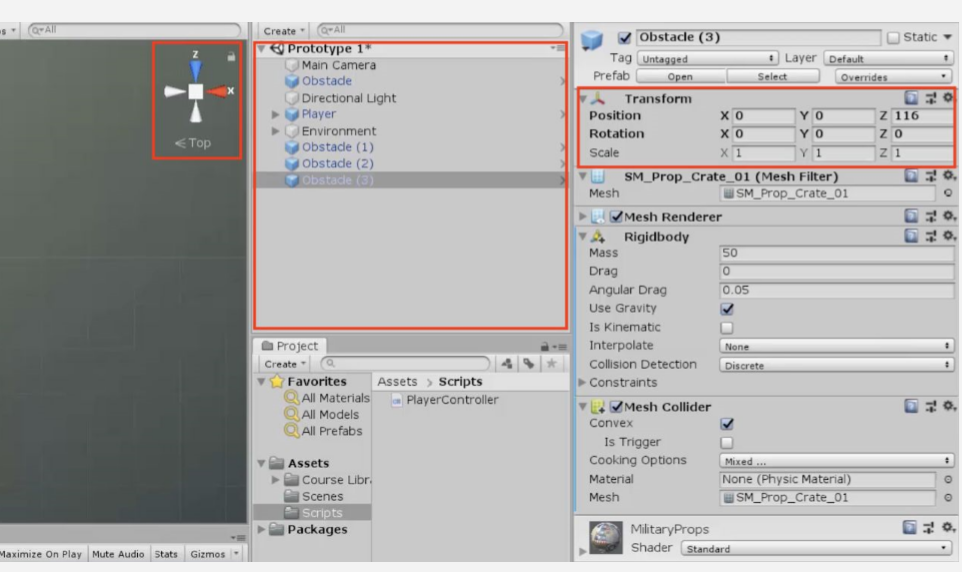 All
z
x
Top
Maximize On Play Mute Audio Stats Gizmos
Create All
Prototype 1*
Main Camera
Obstacle
Directional Light
Player
Environment
Obstacle (1)
Obstacle (2)
Obstacle (3)
Project
Create
Favorites
All Materials
All Models
All Prefabs
Assets
Course Libr
Scenes
Scripts
Packages
Assets > Scripts
PlayerController
Obstacle (3) Static
Tag Untagged Layer Default
Prefab Open Select Overrides
Transform
Position X 0 Y 0 Z 116
Rotation X 0 Y 0 Z 0
Scale X 1 Y 1 Z 1
SM_Prop_Crate_01 (Mesh Filter)
Mesh SM_Prop_Crate_01
Mesh Renderer
Rigidbody
Mass 50
Drag 0
Angular Drag 0.05
Use Gravity
Is Kinematic
Interpolate None
Collision Detection Discrete
Constraints
Mesh Collider
Convex
Is Trigger
Cooking Options Mixed ...
Material None (Physic Material)
Mesh SM_Prop_Crate_01
MilitaryProps
Shader Standard